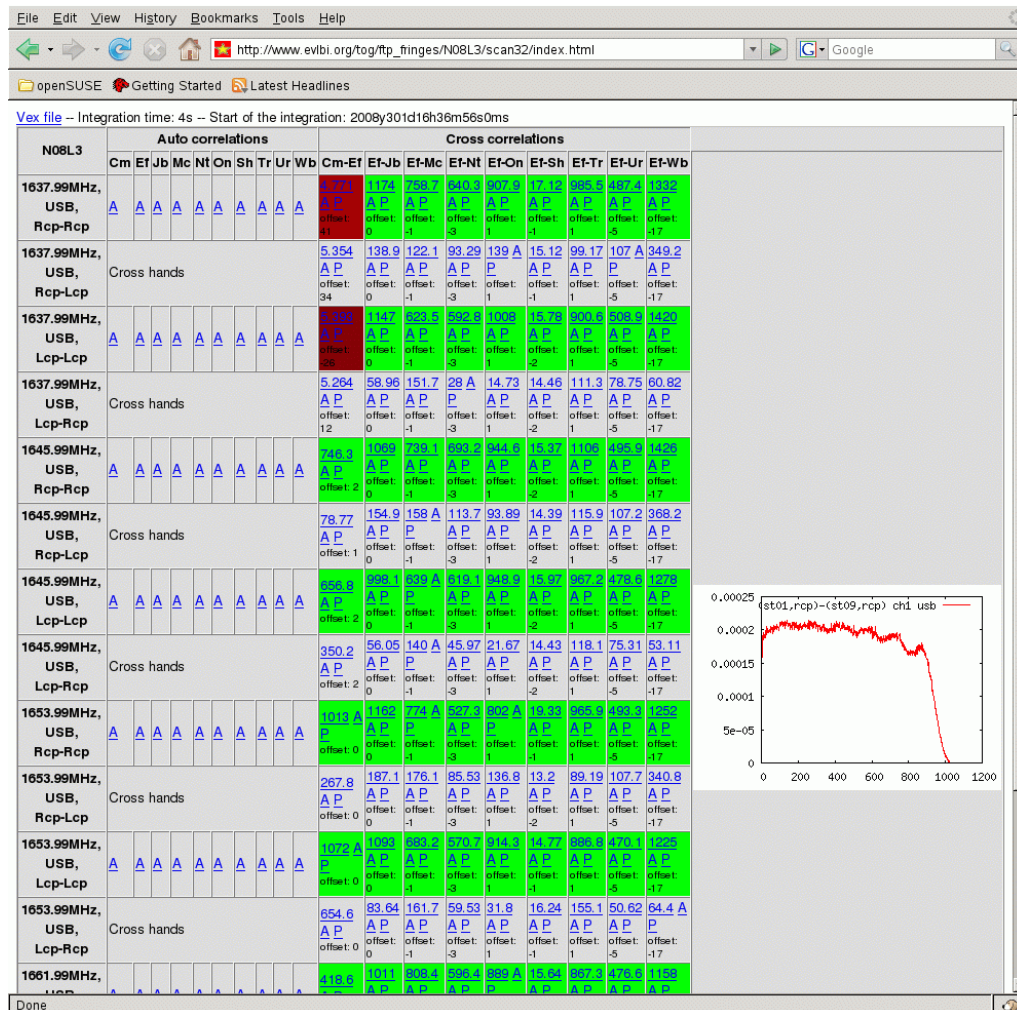 File Edit View History Bookmarks Tools Help
http://www.evlbi.org/tog/ftp_fringes/N08L3/scan32/index.html
G Google
openSUSE Getting Started Latest Headlines
Vex file -- Integration time: 4s -- Start of the integration: 2008y301d16h36m56s0ms
N08L3 Auto correlations Cross correlations
Cm Ef Jb Mc Nt On Sh Tr Ur Wb Cm-Ef Ef-Jb Ef-Mc Ef-Nt Ef-On Ef-Sh Ef-Tr Ef-Ur Ef-Wb
1637.99MHz, 4.771 1174 758.7 640.3 907.9 17.12 985.5 487.4 1332
USB, A A A A A A A A A A A P A P A P A P A P A P A P A P A P
Rcp-Rcp offset: offset: offset: offset: offset: offset: offset: offset: offset:
41 0 -1 -3 1 -1 1 -5 -17
1637.99MHz, 5.354 138.9 122.1 93.29 139 A 15.12 99.17 107 A 349.2
USB, Cross hands A P A P A P A P P A P A P P A P
Rcp-Lcp offset: offset: offset: offset: offset: offset: offset: offset: offset:
34 0 -1 -3 1 -1 1 -5 -17
1637.99MHz, 1147 623.5 592.8 1008 15.78 900.6 508.9 1420
USB, A A A A A A A A A A A P A P A P A P A P A P A P A P A P
Lcp-Lcp offset: offset: offset: offset: offset: offset: offset: offset: offset:
-26 0 -1 -3 1 -2 1 -5 -17
1637.99MHz, 5.264 58.96 151.7 28 A 14.73 14.46 111.3 78.75 60.82
USB, Cross hands A P A P A P P A P A P A P A P A P
Lcp-Rcp offset: offset: offset: offset: offset: offset: offset: offset: offset:
12 0 -1 -3 1 -2 1 -5 -17
1645.99MHz, 746.3 1069 739.1 693.2 944.6 15.37 1106 495.9 1426
USB, A A A A A A A A A A A P A P A P A P A P A P A P A P A P
Rcp-Rcp offset: 2 offset: offset: offset: offset: offset: offset: offset: offset:
0 -1 -3 1 -2 1 -5 -17
1645.99MHz, 78.77 154.9 158 A 113.7 93.89 14.39 115.9 107.2 368.2
USB, Cross hands A P A P P A P A P A P A P A P A P
Rcp-Lcp offset: 1 offset: offset: offset: offset: offset: offset: offset: offset:
0 -1 -3 1 -2 1 -5 -17
1645.99MHz, 656.8 998.1 639 A 619.1 948.9 15.97 967.2 478.6 1278
USB, A A A A A A A A A A A P A P P A P A P A P A P A P A P
Lcp-Lcp offset: 2 offset: offset: offset: offset: offset: offset: offset: offset:
0 -1 -3 1 -2 1 -5 -17
1645.99MHz, 350.2 56.05 140 A 45.97 21.67 14.43 118.1 75.31 53.11
USB, Cross hands A P A P P A P A P A P A P A P A P
Lcp-Rcp offset: 2 offset: offset: offset: offset: offset: offset: offset: offset:
0 -1 -3 1 -2 1 -5 -17
1653.99MHz, 1013 A 1162 774 A 527.3 802 A 19.33 965.9 493.3 1252
USB, A A A A A A A A A A P A P P A P P A P A P A P A P
Rcp-Rcp offset: 0 offset: offset: offset: offset: offset: offset: offset: offset:
0 -1 -3 1 -1 1 -5 -17
1653.99MHz, 267.8 187.1 176.1 85.53 136.8 13.2 89.19 107.7 340.8
USB, Cross hands A P A P A P A P A P A P A P A P A P
Rcp-Lcp offset: 0 offset: offset: offset: offset: offset: offset: offset: offset:
0 -1 -3 1 -2 1 -5 -17
1653.99MHz, 1072 A 1093 683.2 570.7 914.3 14.77 886.8 470.1 1225
USB, A A A A A A A A A A P A P A P A P A P A P A P A P A P
Lcp-Lcp offset: 0 offset: offset: offset: offset: offset: offset: offset: offset:
0 -1 -3 1 -1 1 -5 -17
1653.99MHz, 654.6 83.64 161.7 59.53 31.8 16.24 155.1 50.62 64.4 A
USB, Cross hands A P A P A P A P A P A P A P A P P
Lcp-Rcp offset: 0 offset: offset: offset: offset: offset: offset: offset: offset:
0 -1 -3 1 -1 1 -5 -17
1661.99MHz, 418.6 1011 808.4 596.4 889 A 15.64 867.3 476.6 1158
(st01,rcp)-(st09,rcp) ch1 usb
0.00025
0.0002
0.00015
0.0001
5e-05
0
0 200 400 600 800 1000 1200
Done